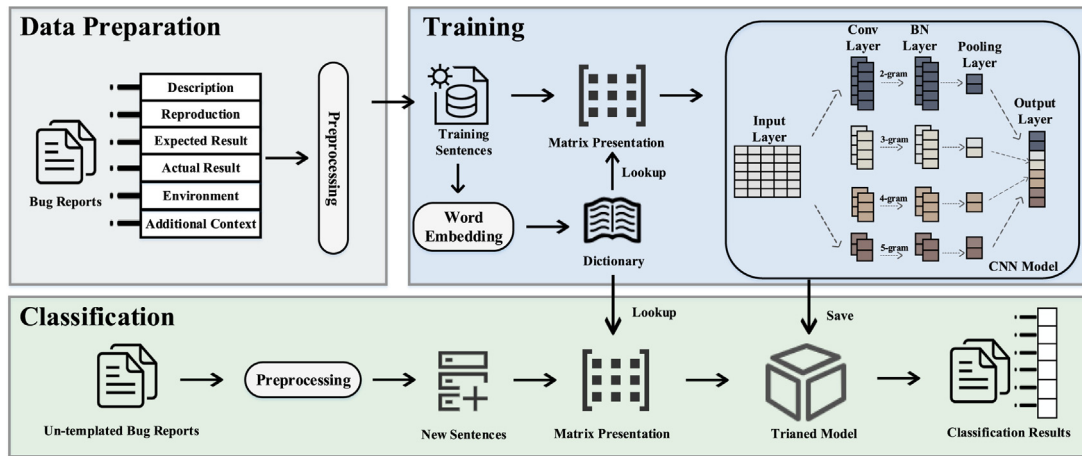 Data Preparation
Bug Reports
Description
Reproduction
Expected Result
Actual Result
Environment
Additional Context
Preprocessing
Training
Training
Sentences
Word
Embedding
Matrix Presentation
Lookup
Dictionary
Input
Layer
Conv
Layer
BN
Layer
Pooling
Layer
Output
Layer
2-gram
3-gram
4-gram
5-gram
CNN Model
Classification
Un-templated Bug Reports
Preprocessing
New Sentences
Lookup
Matrix Presentation
Save
Trianed Model
Classification Results